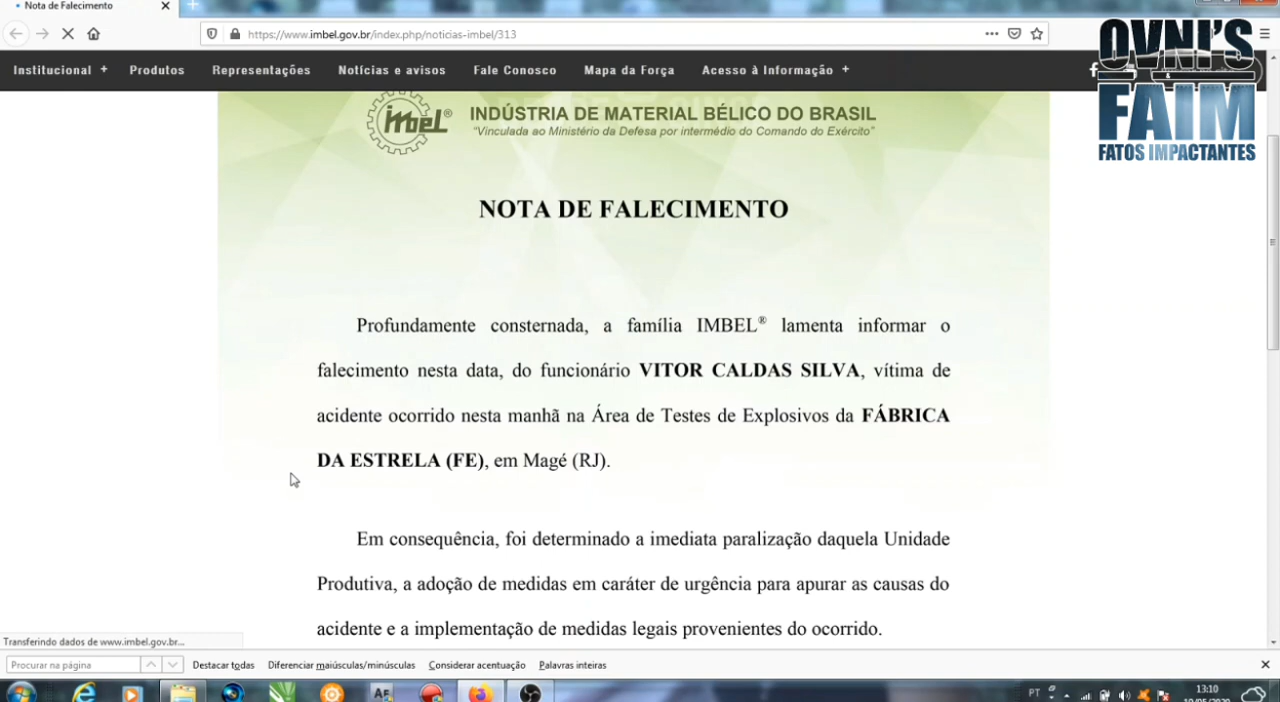 Nota de Falecimento
https://www.imbel.gov.br/index.php/noticias-imbel/313
Institucional +
Produtos
Representações
Notícias e avisos
Fale Conosco
Mapa da Força
Acesso à Informação +
OVNI'S
FAIM
FATOS IMPACTANTES
imbel®
INDÚSTRIA DE MATERIAL BÉLICO DO BRASIL
"Vinculada ao Ministério da Defesa por intermédio do Comando do Exército"
NOTA DE FALECIMENTO
Profundamente consternada, a família IMBEL® lamenta informar o
falecimento nesta data, do funcionário VITOR CALDAS SILVA, vítima de
acidente ocorrido nesta manhã na Área de Testes de Explosivos da FÁBRICA
DA ESTRELA (FE), em Magé (RJ).
Em consequência, foi determinado a imediata paralização daquela Unidade
Produtiva, a adoção de medidas em caráter de urgência para apurar as causas do
acidente e a implementação de medidas legais provenientes do ocorrido.
Transferindo dados de www.imbel.gov.br...
Procurar na página
Destacar todas
Diferenciar maiúsculas/minúsculas
Considerar acentuação
Palavras inteiras
AF
PT
13:10